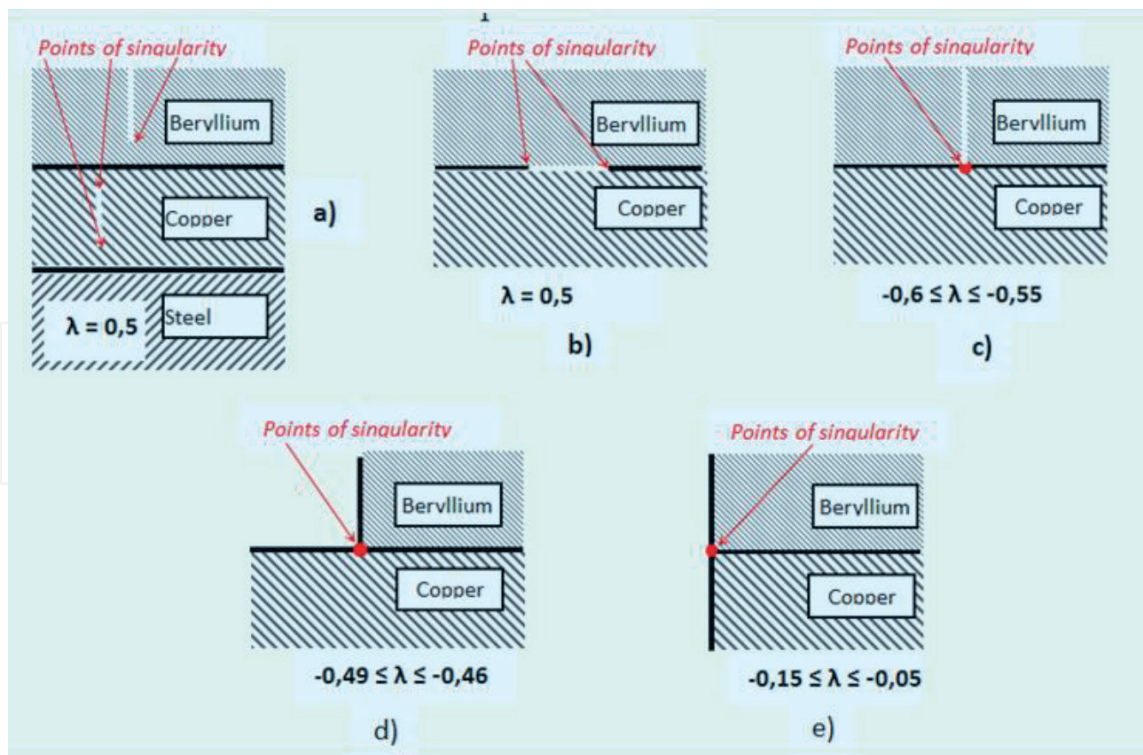 Points of singularity
Beryllium
Copper
Steel
λ = 0,5
a)
Points of singularity
Beryllium
Copper
λ = 0,5
b)
Points of singularity
Beryllium
Copper
-0,6 ≤ λ ≤ -0,55
c)
Points of singularity
Beryllium
Copper
-0,49 ≤ λ ≤ -0,46
d)
Points of singularity
Beryllium
Copper
-0,15 ≤ λ ≤ -0,05
e)